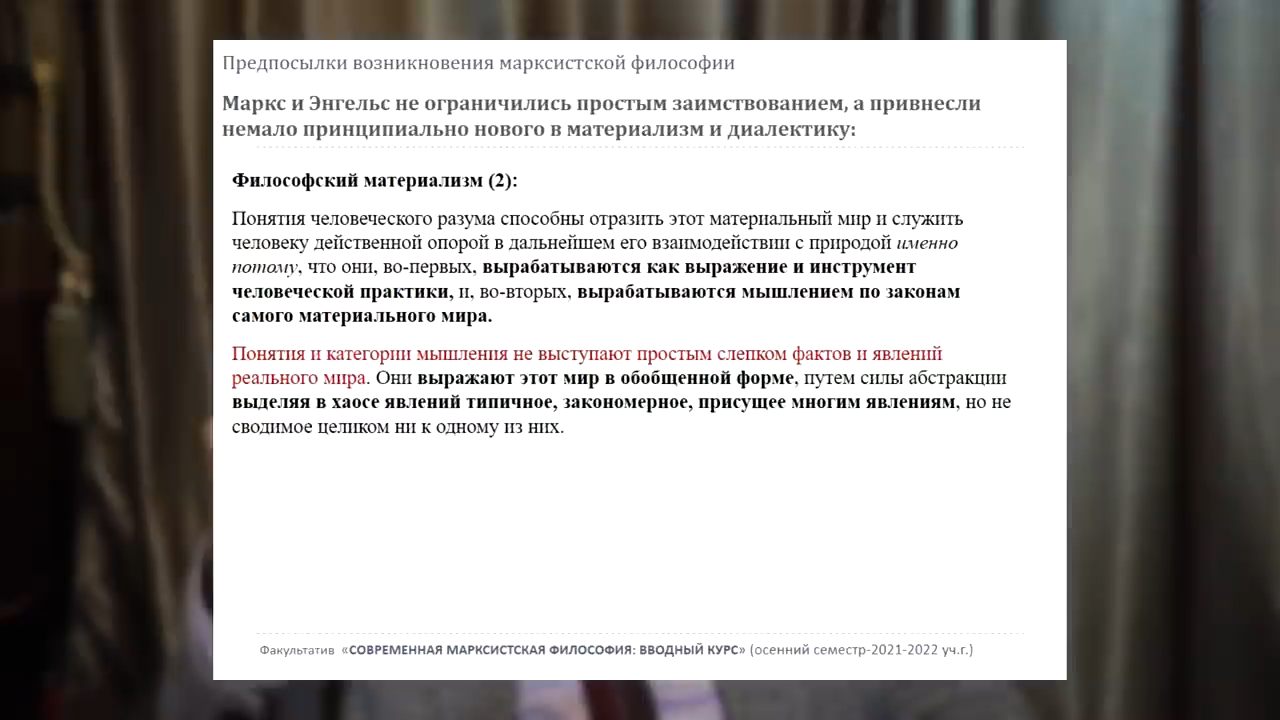 Предпосылки возникновения марксистской философии
Маркс и Энгельс не ограничились простым заимствованием, а привнесли
немало принципиально нового в материализм и диалектику:
Философский материализм (2):
Понятия человеческого разума способны отразить этот материальный мир и служить
человеку действенной опорой в дальнейшем его взаимодействии с природой именно
потому, что они, во-первых, вырабатываются как выражение и инструмент
человеческой практики, и, во-вторых, вырабатываются мышлением по законам
самого материального мира.
Понятия и категории мышления не выступают простым слепком фактов и явлений
реального мира. Они выражают этот мир в обобщенной форме, путем силы абстракции
выделяя в хаосе явлений типичное, закономерное, присущее многим явлениям, но не
сводимое целиком ни к одному из них.
Факультатив «СОВРЕМЕННАЯ МАРКСИСТСКАЯ ФИЛОСОФИЯ: ВВОДНЫЙ КУРС» (осенний семестр-2021-2022 уч.г.)